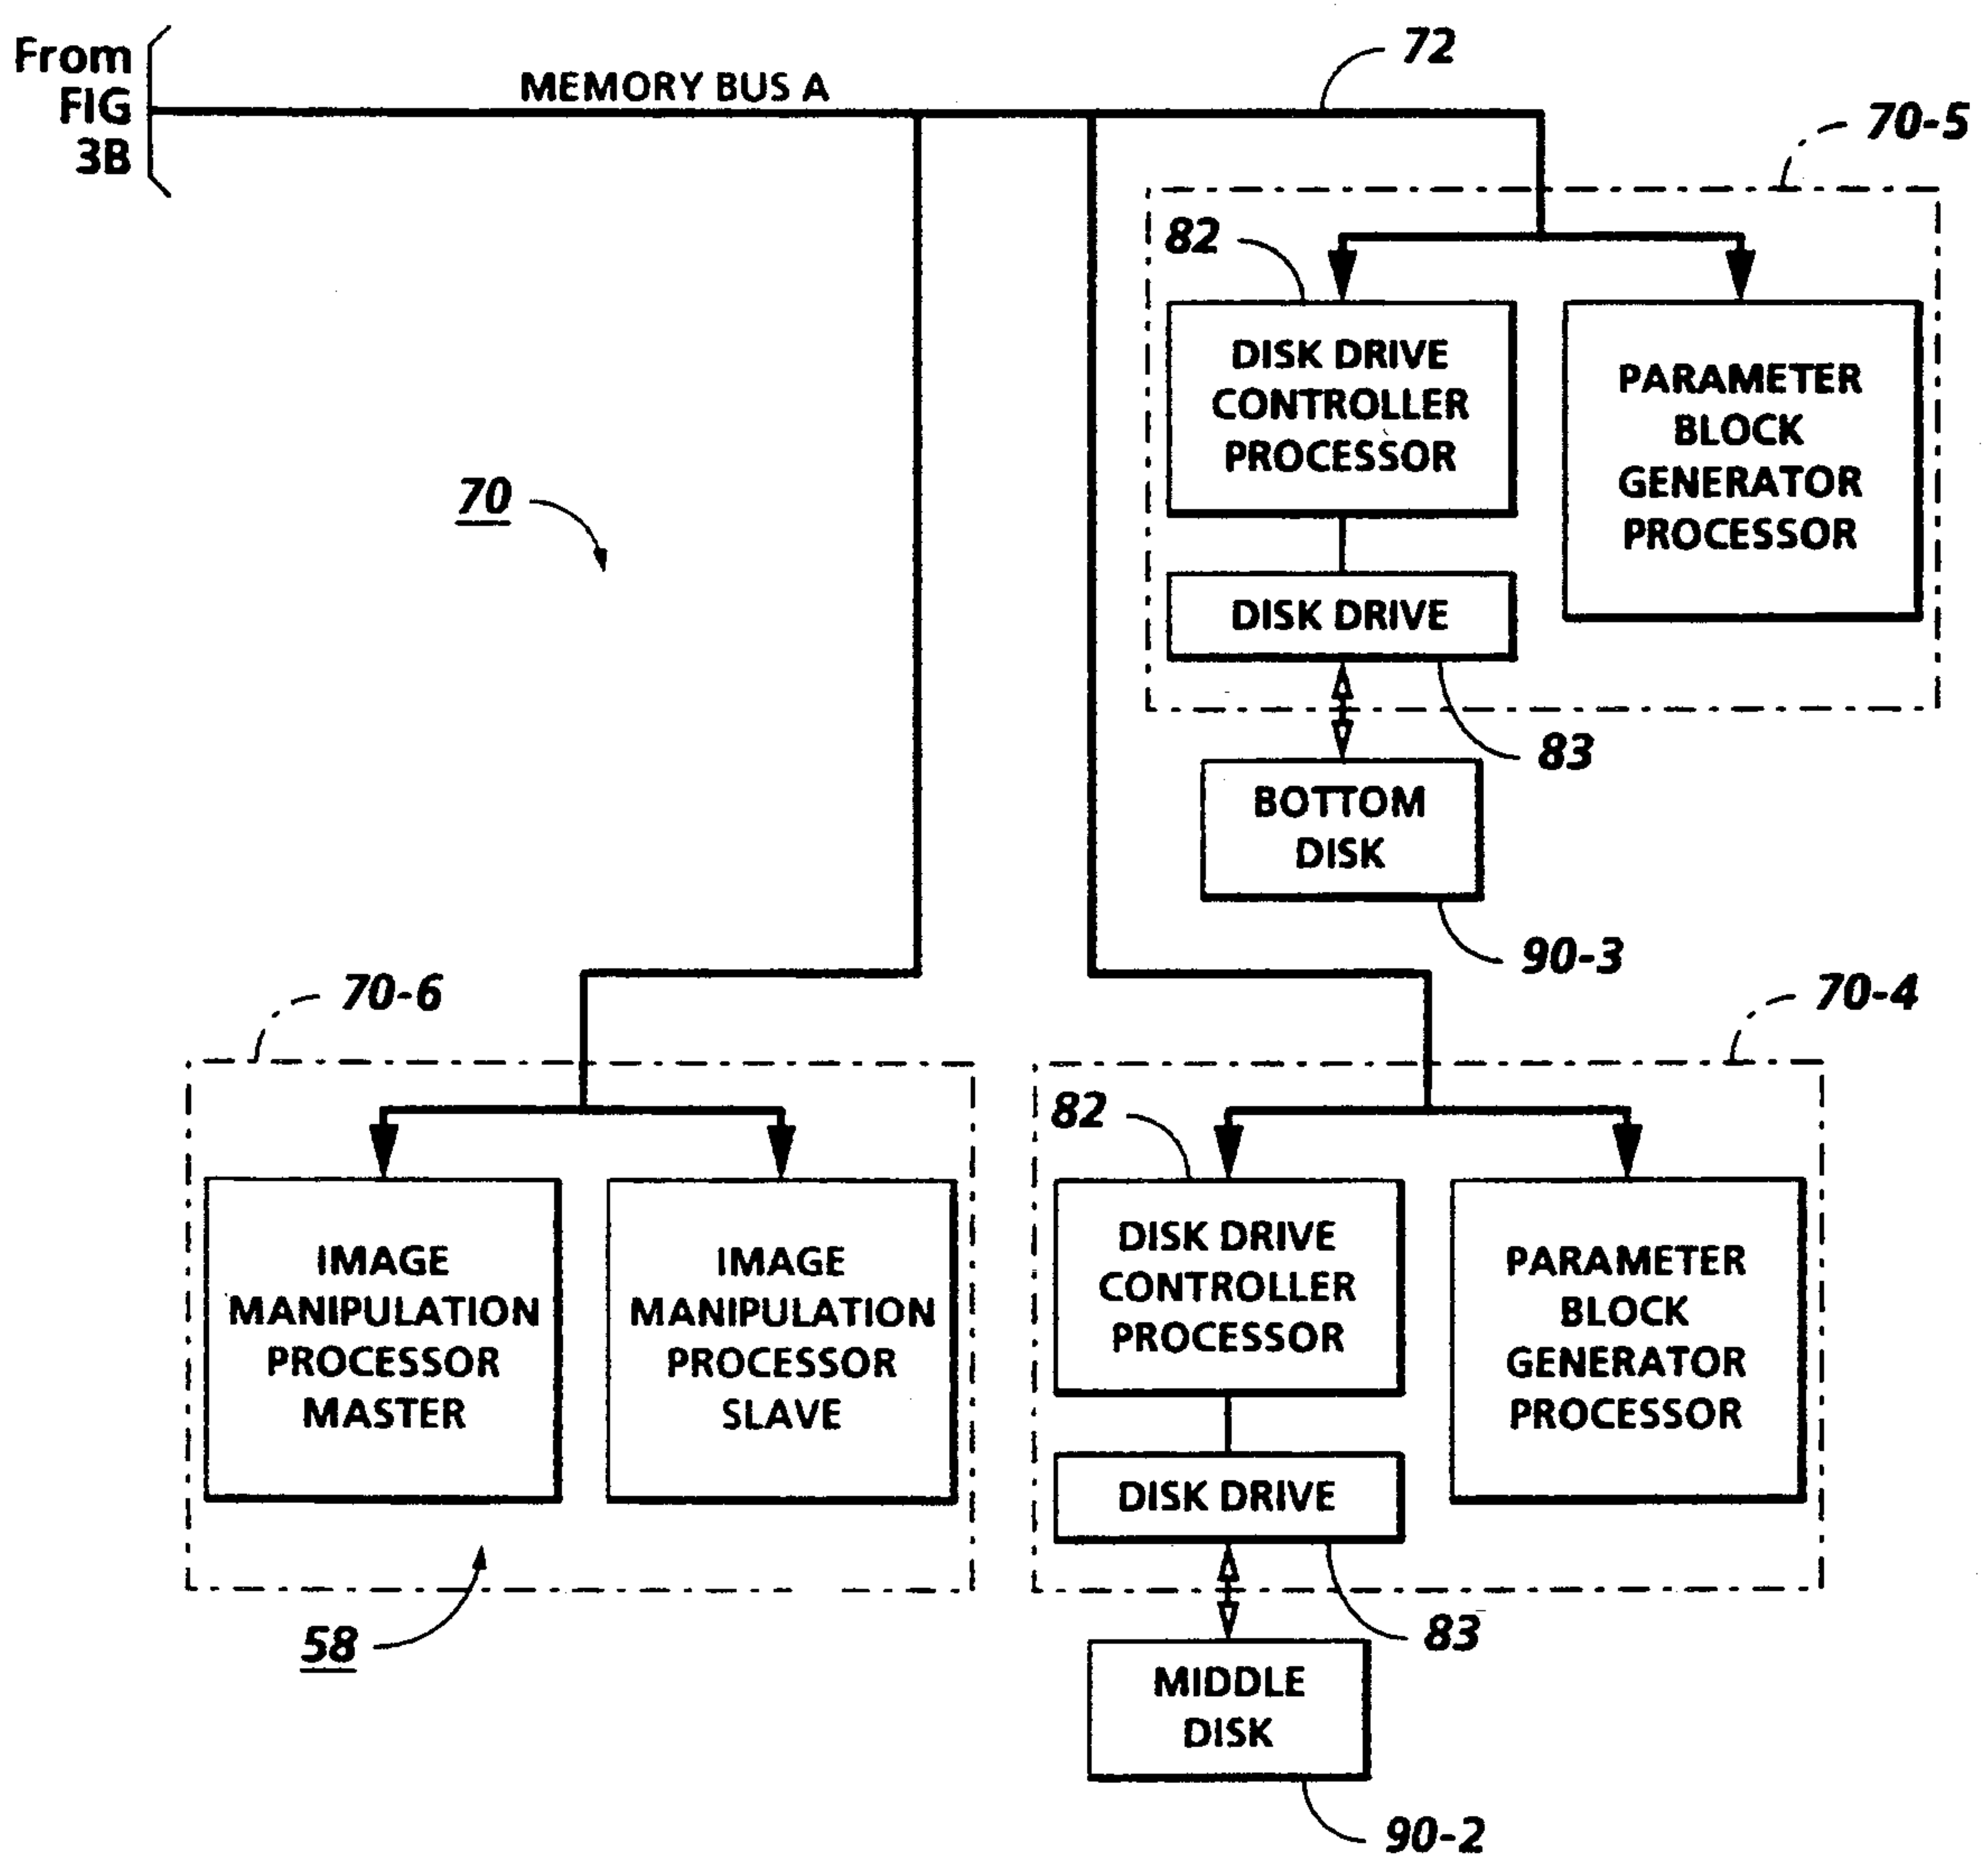 From
FIG
3B
MEMORY BUS A
72
70-5
82
DISK DRIVE
CONTROLLER
PROCESSOR
PARAMETER
BLOCK
GENERATOR
PROCESSOR
70
DISK DRIVE
83
BOTTOM
DISK
90-3
70-6
70-4
82
IMAGE
MANIPULATION
PROCESSOR
MASTER
IMAGE
MANIPULATION
PROCESSOR
SLAVE
DISK DRIVE
CONTROLLER
PROCESSOR
PARAMETER
BLOCK
GENERATOR
PROCESSOR
DISK DRIVE
58
83
MIDDLE
DISK
90-2